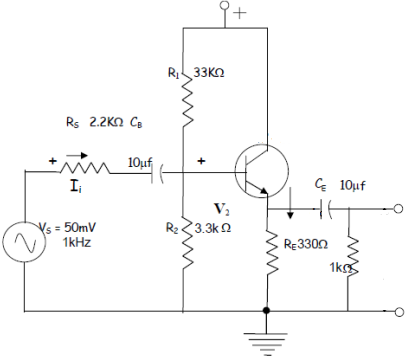 +
R1 33KΩ
Rs 2.2KΩ CB
+ 10μf +
Ii
V2
CE 10μf
Vs = 50mV
1kHz
R2 3.3k Ω
RE330Ω
1kΩ